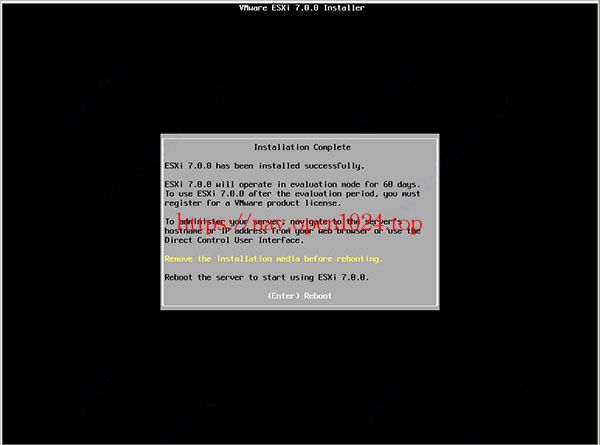 VMware ESXi 7.0.0 Installer
Installation Complete
ESXi 7.0.0 has been installed successfully.
ESXi 7.0.0 will operate in evaluation mode for 60 days.
To use ESXi 7.0.0 after the evaluation period, you must
register for a VMware product license.
To administer your server, navigate to the server's
https://nav.open1024.top
hostname or IP address from your web browser or use the
Direct Control User Interface.
Remove the installation media before rebooting.
Reboot the server to start using ESXi 7.0.0.
(Enter) Reboot